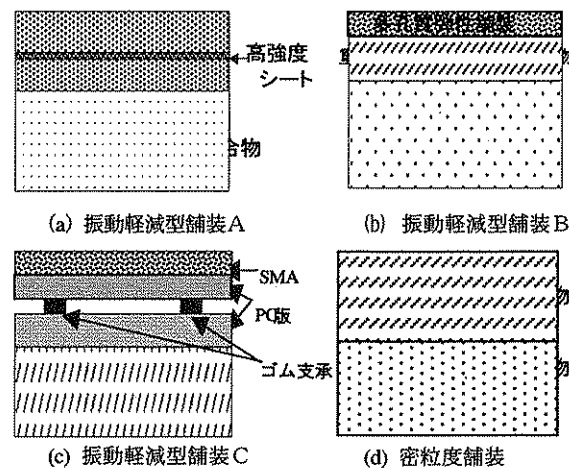 高強度
シート
合物
(a) 振動軽減型舗装A
物
(b) 振動軽減型舗装B
SMA
PC版
ゴム支承
(c) 振動軽減型舗装C
物
物
(d) 密粒度舗装